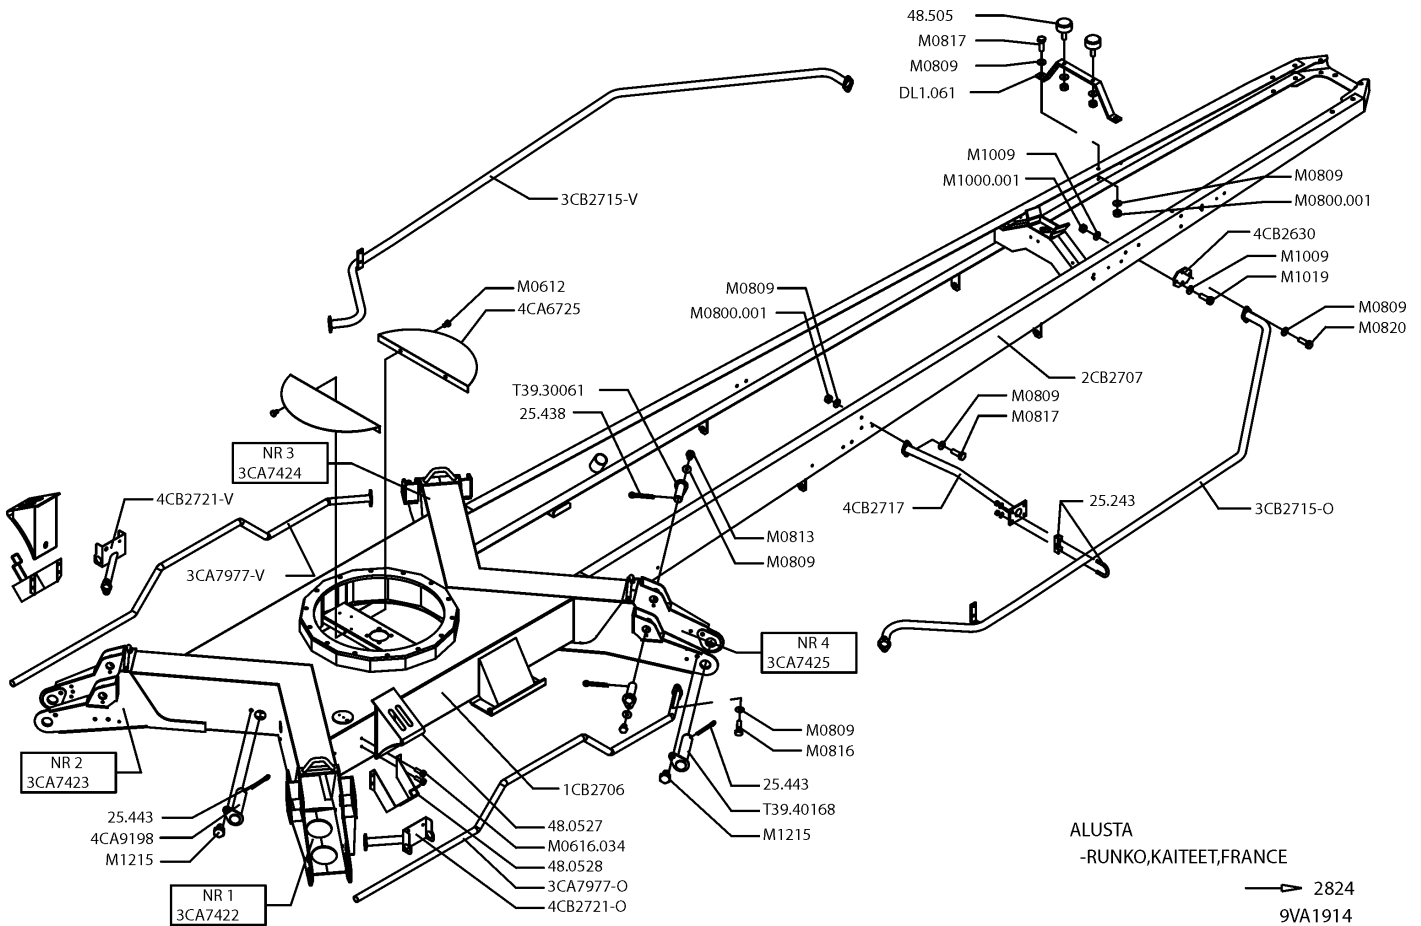 48.505
M0817
M0809
DL1.061
M1009
M1000.001
M0809
M0800.001
4CB2630
M1009
M1019
M0809
M0820
3CB2715-V
M0612
4CA6725
M0809
M0800.001
2CB2707
T39.30061
25.438
M0809
M0817
NR 3
3CA7424
4CB2721-V
4CB2717
25.243
3CB2715-O
M0813
M0809
3CA7977-V
NR 4
3CA7425
M0809
M0816
NR 2
3CA7423
25.443
T39.40168
M1215
1CB2706
25.443
4CA9198
M1215
48.0527
M0616.034
48.0528
3CA7977-O
4CB2721-O
NR 1
3CA7422
ALUSTA
-RUNKO,KAITEET,FRANCE
2824
9VA1914